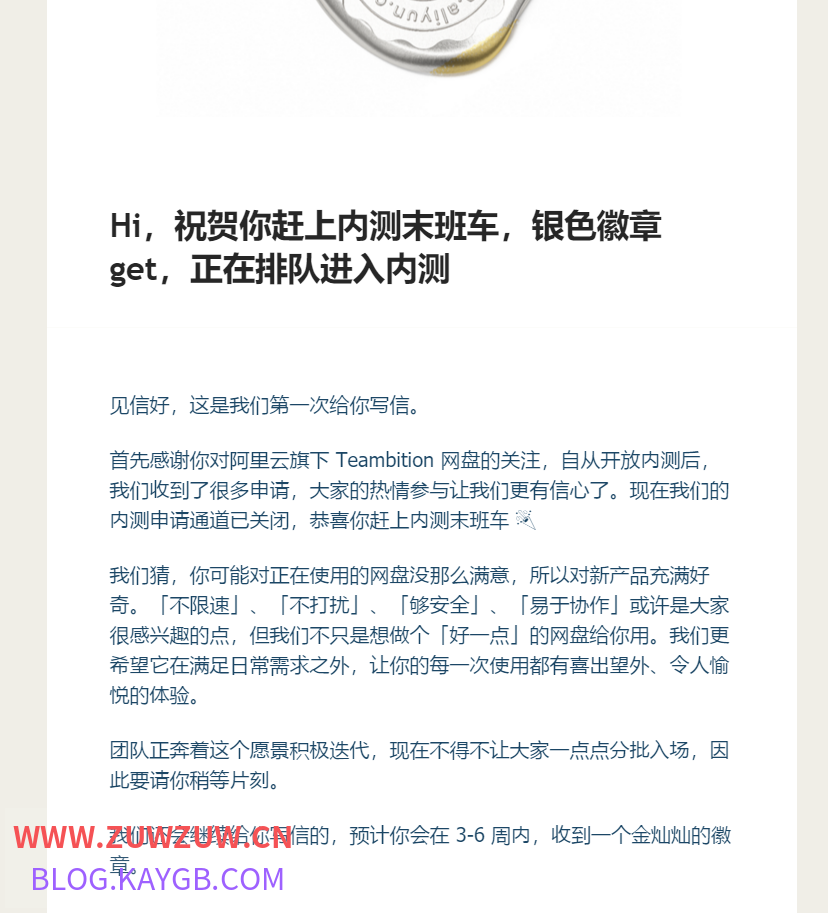 aliyun.c
Hi，祝贺你赶上内测末班车，银色徽章
get，正在排队进入内测
见信好，这是我们第一次给你写信。
首先感谢你对阿里云旗下 Teambition 网盘的关注，自从开放内测后，
我们收到了很多申请，大家的热情参与让我们更有信心了。现在我们的
内测申请通道已关闭，恭喜你赶上内测末班车 🎉
我们猜，你可能对正在使用的网盘没那么满意，所以对新产品充满好
奇。「不限速」、「不打扰」、「够安全」、「易于协作」或许是大家
很感兴趣的点，但我们不只是想做个「好一点」的网盘给你用。我们更
希望它在满足日常需求之外，让你的每一次使用都有喜出望外、令人愉
悦的体验。
团队正奔着这个愿景积极迭代，现在不得不让大家一点点分批入场，因
此要请你稍等片刻。
我们还会继续给你写信的，预计你会在 3-6 周内，收到一个金灿灿的徽
章。
WWW.ZUWZUW.CN
BLOG.KAYGB.COM